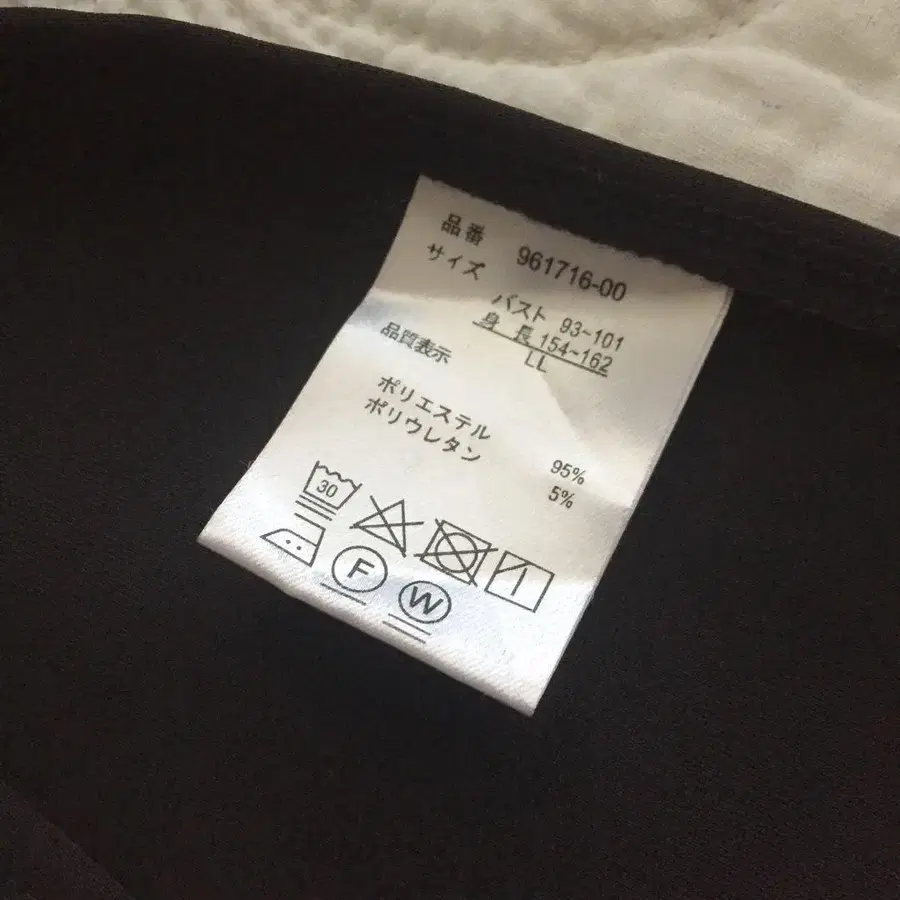 品番 961716-00
サイズ
バスト 93~101
身長 154~162
LL
品質表示
ポリエステル 95%
ポリウレタン 5%
30
F
W